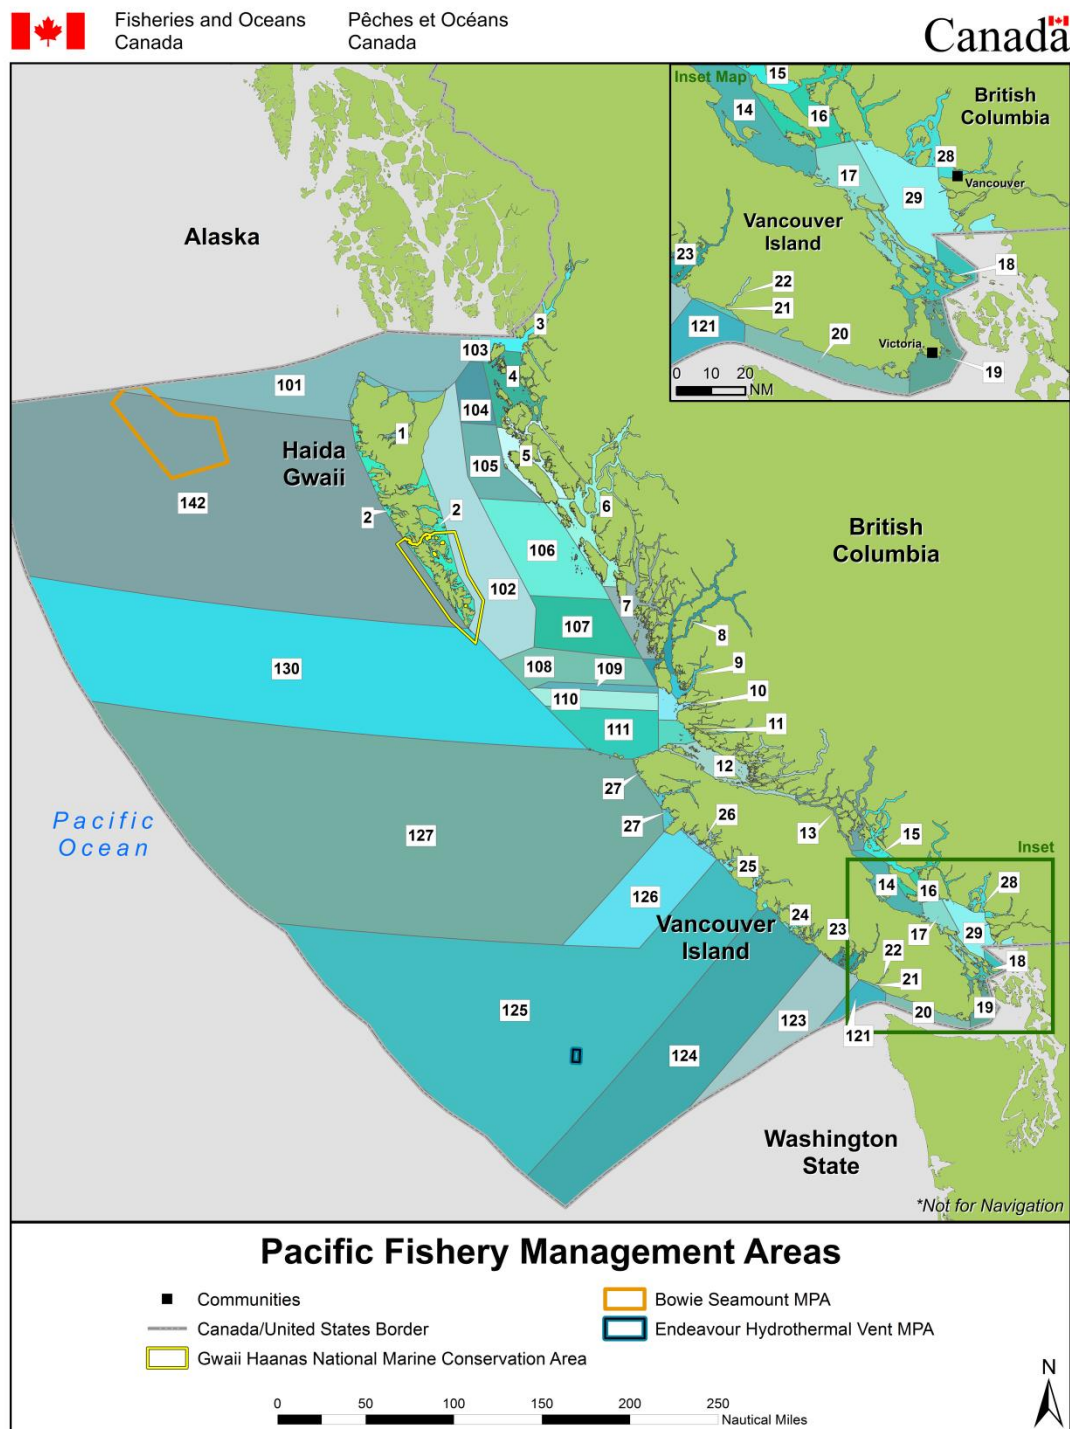 Fisheries and Oceans
Canada
Pêches et Océans
Canada
Canada
Inset Map
15
14
16
British
Columbia
28
Vancouver
17
29
Vancouver
Island
23
22
21
18
121
20
Victoria
19
0 10 20
NM
Alaska
3
103
101
4
104
1
Haida
Gwaii
105
5
142
2
2
6
106
British
Columbia
102
7
107
8
108
109
9
130
110
10
111
11
12
27
Pacific
Ocean
127
27
26
13
15
Inset
126
25
14
16
28
Vancouver
Island
24
23
17
29
22
18
21
125
123
20
19
121
124
Washington
State
*Not for Navigation
Pacific Fishery Management Areas
Communities
Canada/United States Border
Gwaii Haanas National Marine Conservation Area
Bowie Seamount MPA
Endeavour Hydrothermal Vent MPA
N
0 50 100 150 200 250
Nautical Miles